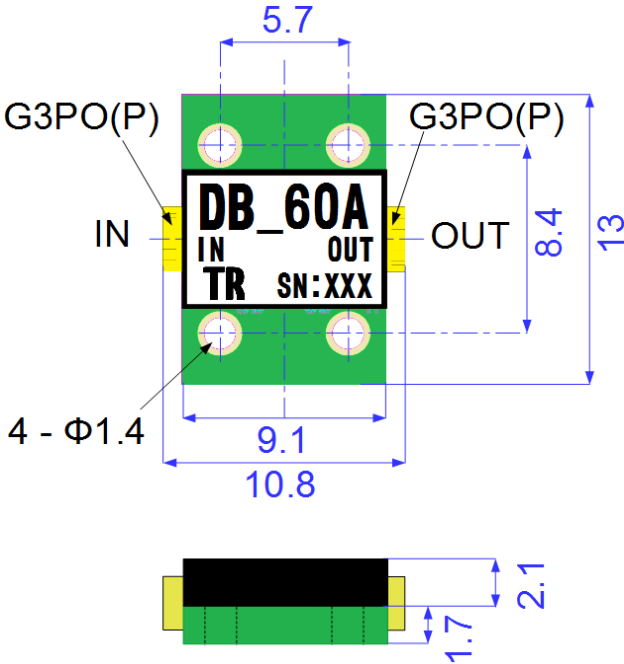 5.7
G3PO(P)
G3PO(P)
DB_60A
IN
IN
OUT
OUT
TR
SN:XXX
8.4
13
4 - Φ1.4
9.1
10.8
2.1
1.7